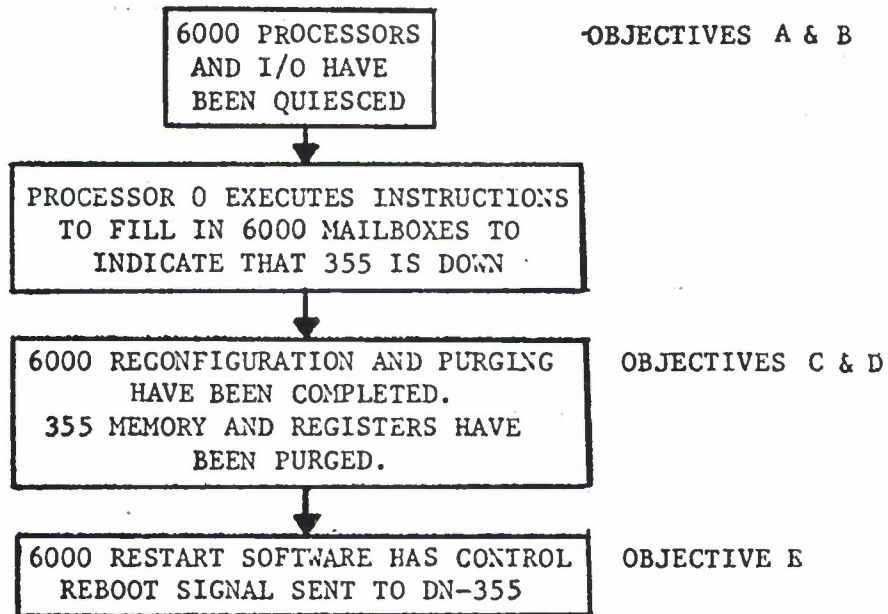 6000 PROCESSORS
AND I/O HAVE
BEEN QUIESCED
OBJECTIVES A & B
PROCESSOR 0 EXECUTES INSTRUCTIONS
TO FILL IN 6000 MAILBOXES TO
INDICATE THAT 355 IS DOWN
6000 RECONFIGURATION AND PURGING
HAVE BEEN COMPLETED.
355 MEMORY AND REGISTERS HAVE
BEEN PURGED.
OBJECTIVES C & D
6000 RESTART SOFTWARE HAS CONTROL
REBOOT SIGNAL SENT TO DN-355
OBJECTIVE E